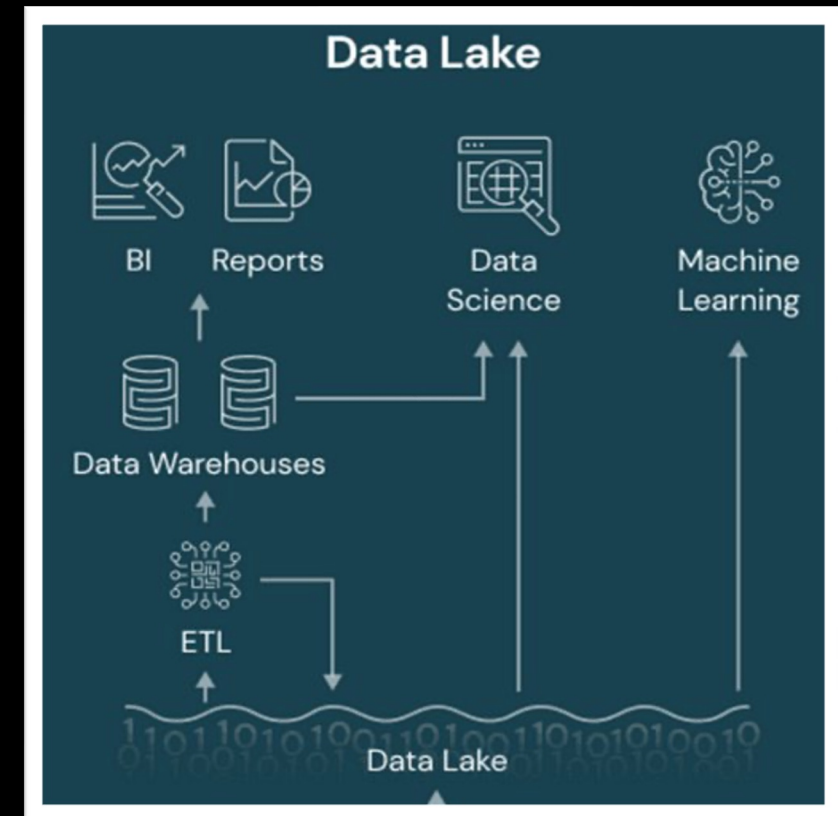 Data Lake
BI
Reports
Data
Science
Machine
Learning
Data Warehouses
ETL
Data Lake